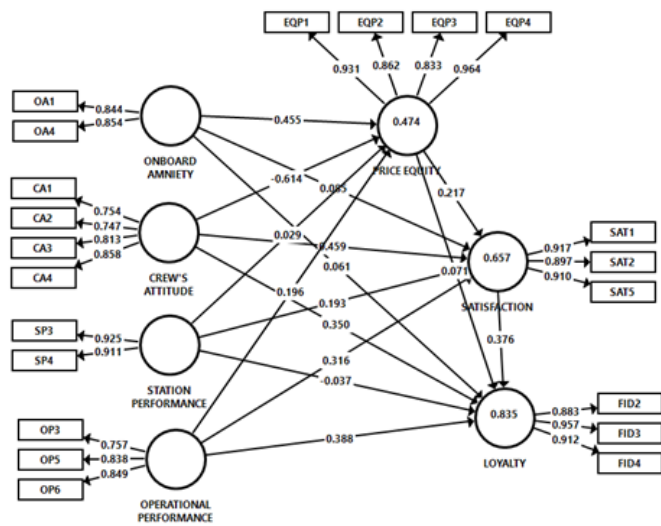 EQP1
EQP2
EQP3
EQP4
0.931
0.862
0.833
0.964
OA1
0.844
OA4
0.854
ONBOARD
AMNIETY
0.455
0.474
PRICE EQUITY
-0.614
0.085
0.217
CA1
0.754
CA2
0.747
CA3
0.813
CA4
0.858
CREW'S
ATTITUDE
0.029
0.459
0.061
0.071
0.657
SATISFACTION
0.917
SAT1
0.897
SAT2
0.910
SAT5
0.196
0.193
0.350
0.376
SP3
0.925
SP4
0.911
STATION
PERFORMANCE
0.316
-0.037
0.835
LOYALTY
0.883
FID2
0.957
FID3
0.912
FID4
OP3
0.757
OP5
0.838
OP6
0.849
OPERATIONAL
PERFORMANCE
0.388